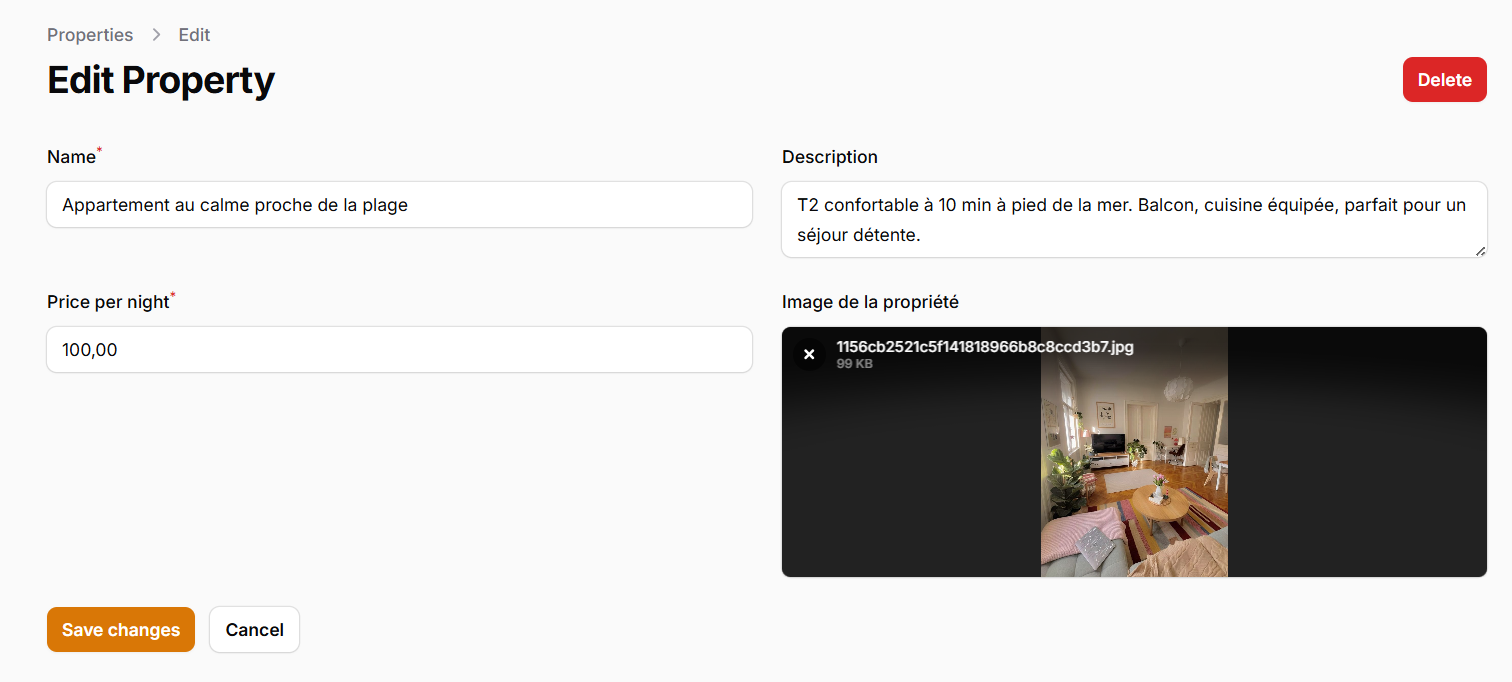 Properties > Edit
Edit Property
Delete
Name*
Appartement au calme proche de la plage
Description
T2 confortable à 10 min à pied de la mer. Balcon, cuisine équipée, parfait pour un
séjour détente.
Price per night*
100,00
Image de la propriété
1156cb2521c5f141818966b8c8ccd3b7.jpg
99 KB
Save changes
Cancel